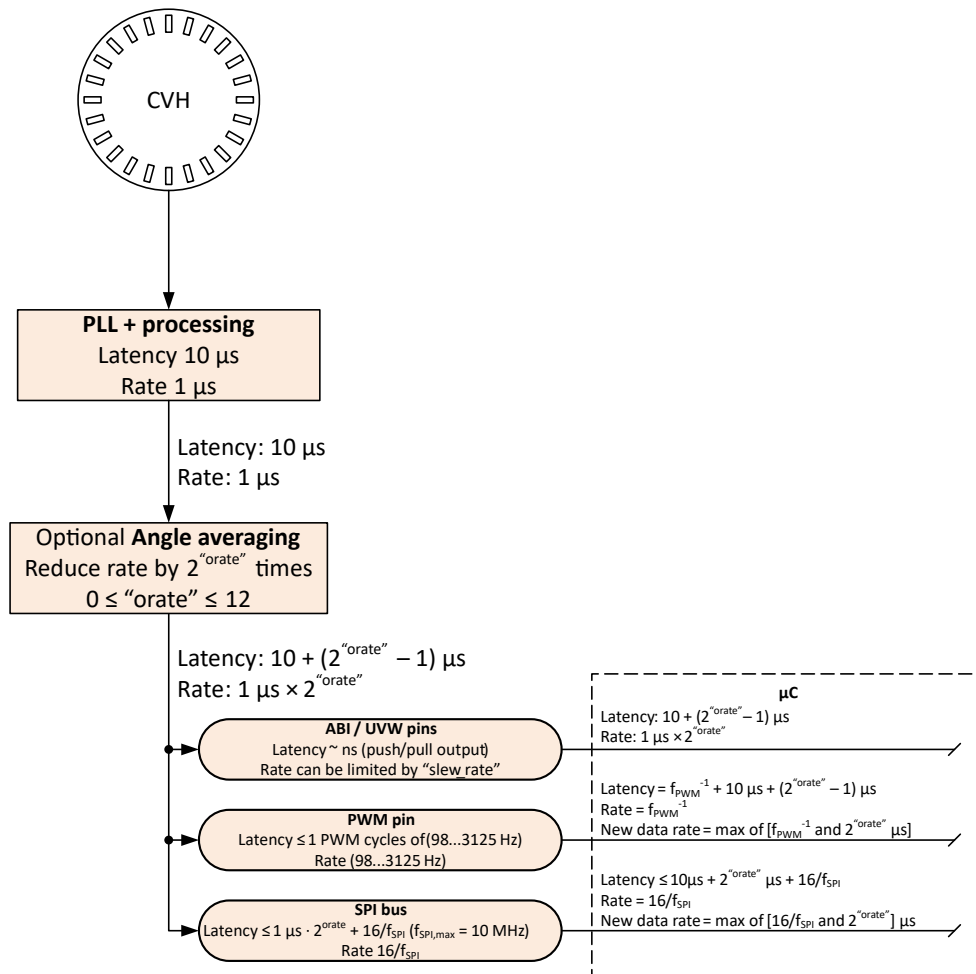 CVH
PLL + processing
Latency 10 µs
Rate 1 µs
Latency: 10 µs
Rate: 1 µs
Optional Angle averaging
Reduce rate by 2^“orate” times
0 ≤ “orate” ≤ 12
Latency: 10 + (2^“orate” – 1) µs
Rate: 1 µs × 2^“orate”
µC
ABI / UVW pins
Latency ~ ns (push/pull output)
Rate can be limited by “slew_rate”
Latency: 10 + (2^“orate” – 1) µs
Rate: 1 µs × 2^“orate”
PWM pin
Latency ≤ 1 PWM cycles of (98...3125 Hz)
Rate (98...3125 Hz)
Latency = f_PWM^-1 + 10 µs + (2^“orate” – 1) µs
Rate = f_PWM^-1
New data rate = max of [f_PWM^-1 and 2^“orate” µs]
SPI bus
Latency ≤ 1 µs · 2^orate + 16/f_SPI (f_SPI,max = 10 MHz)
Rate 16/f_SPI
Latency ≤ 10µs + 2^“orate” µs + 16/f_SPI
Rate = 16/f_SPI
New data rate = max of [16/f_SPI and 2^“orate”] µs